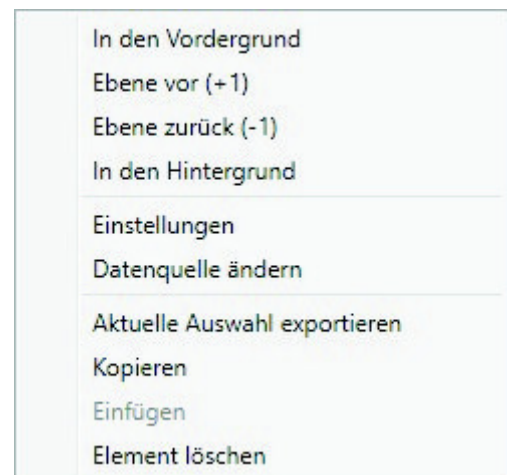 In den Vordergrund
Ebene vor (+1)
Ebene zurück (-1)
In den Hintergrund
Einstellungen
Datenquelle ändern
Aktuelle Auswahl exportieren
Kopieren
Einfügen
Element löschen